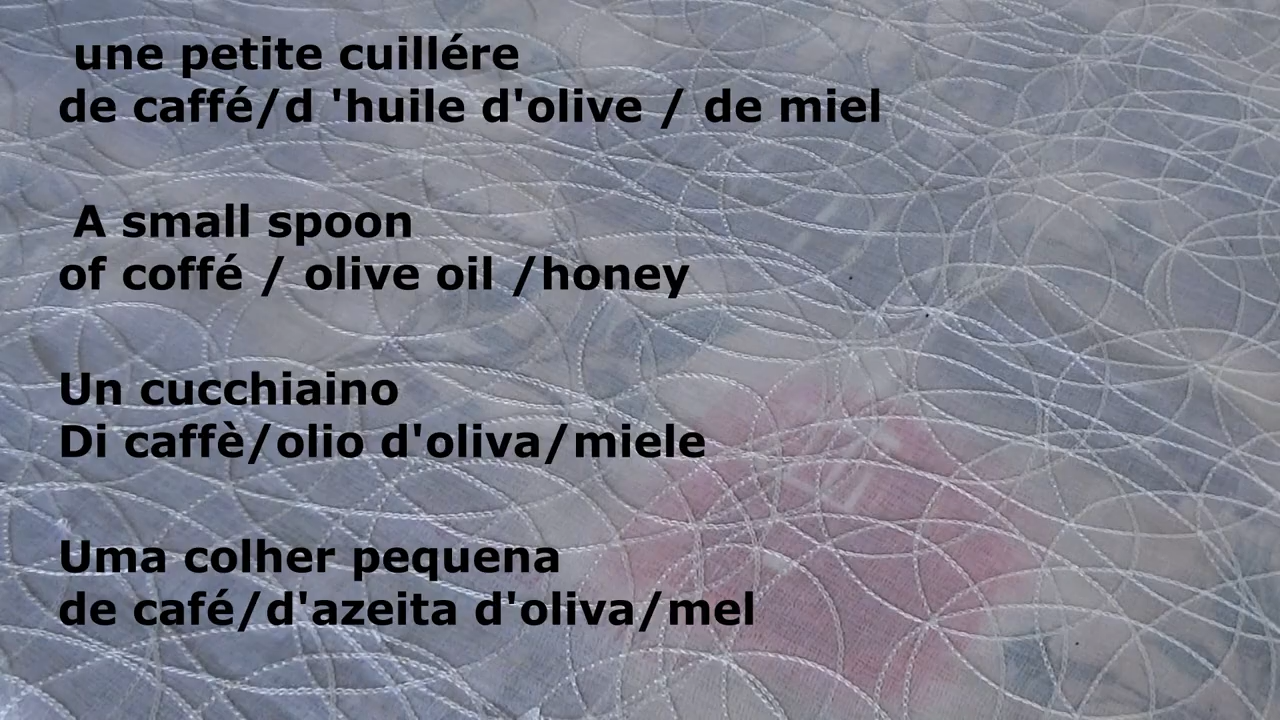 une petite cuillére
de caffé/d 'huile d'olive / de miel
A small spoon
of coffé / olive oil /honey
Un cucchiaino
Di caffè/olio d'oliva/miele
Uma colher pequena
de café/d'azeita d'oliva/mel